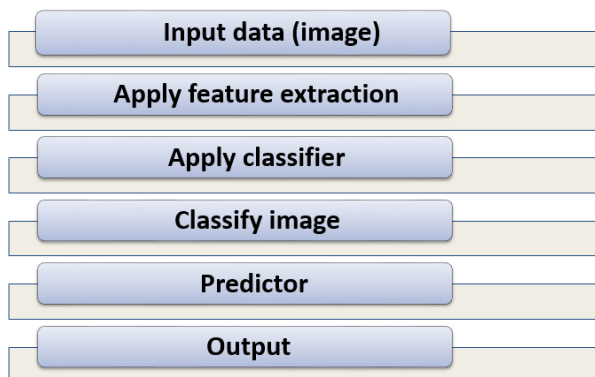 Input data (image)
Apply feature extraction
Apply classifier
Classify image
Predictor
Output